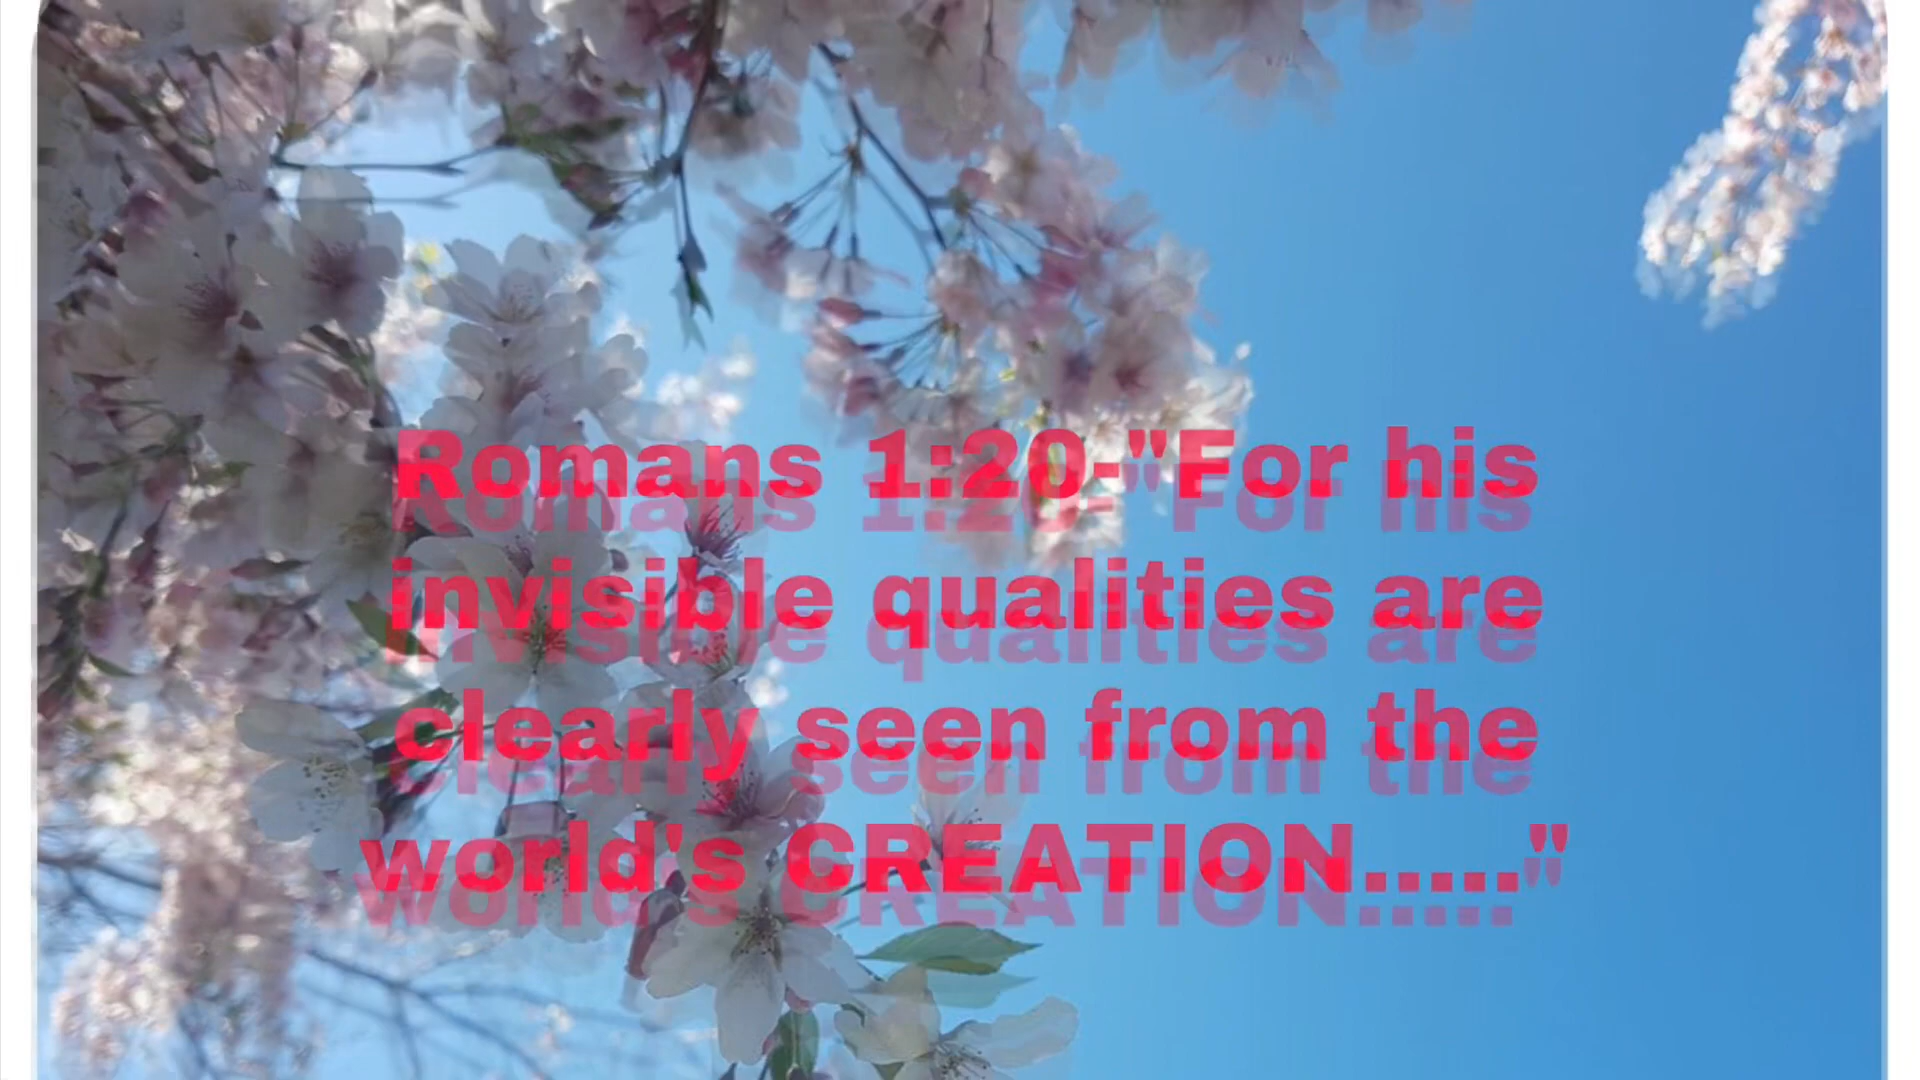 Romans 1:20-"For his
invisible qualities are
clearly seen from the
world's CREATION....."